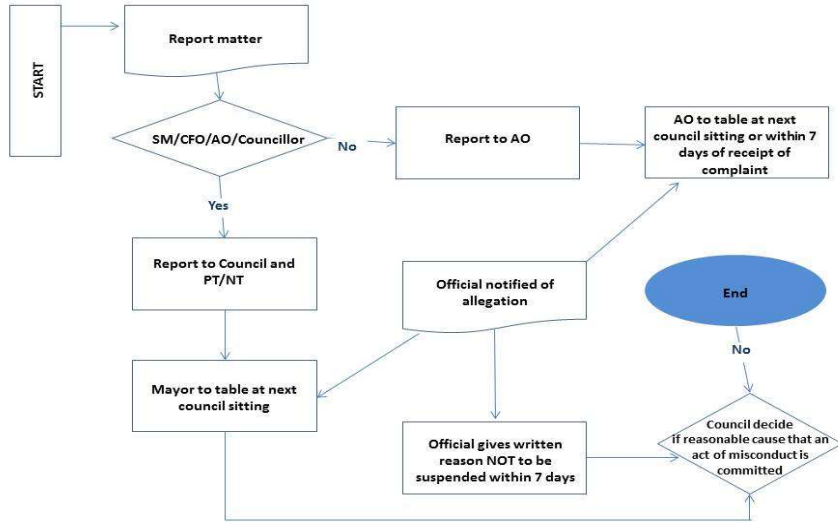 START
Report matter
SM/CFO/AO/Councillor
No
Report to AO
AO to table at next
council sitting or within 7
days of receipt of
complaint
Yes
Report to Council and
PT/NT
Official notified of
allegation
End
No
Mayor to table at next
council sitting
Official gives written
reason NOT to be
suspended within 7 days
Council decide
if reasonable cause that an
act of misconduct is
committed